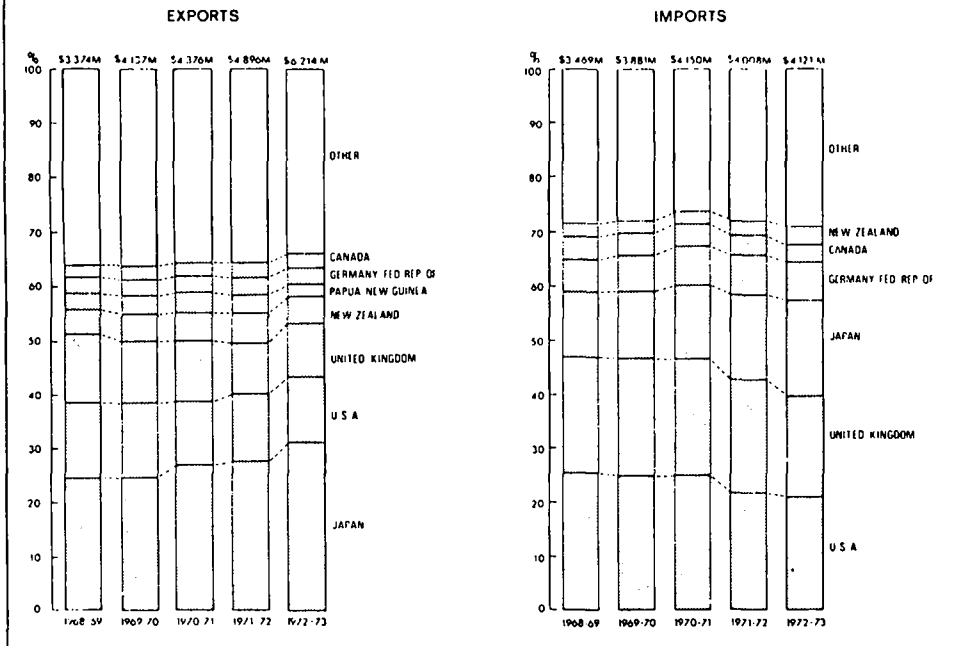 EXPORTS
% $3 374M $4 137M $4 376M $4 896M $6 214 M
100
90
80
70
60
50
40
30
20
10
0
OTHER
CANADA
GERMANY FED REP OF
PAPUA NEW GUINEA
NEW ZEALAND
UNITED KINGDOM
U S A
JAPAN
1968-69 1969-70 1970-71 1971-72 1972-73
IMPORTS
% $3 469M $3 881M $4 150M $4 008M $4 121 M
100
90
80
70
60
50
40
30
20
10
0
OTHER
NEW ZEALAND
CANADA
GERMANY FED REP OF
JAPAN
UNITED KINGDOM
U S A
1968-69 1969-70 1970-71 1971-72 1972-73